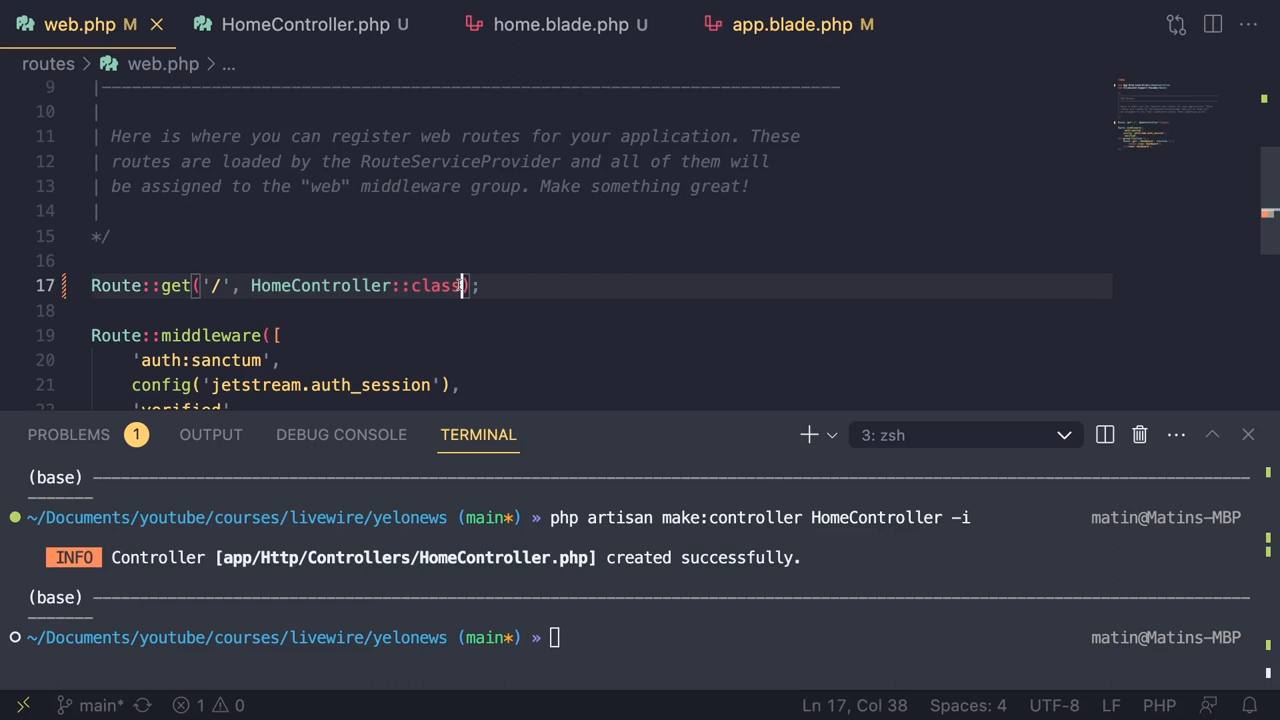 web.php M
HomeController.php U
home.blade.php U
app.blade.php M
routes > web.php > ...
9 |--------------------------------------------------------------------------
10 |
11 | Here is where you can register web routes for your application. These
12 | routes are loaded by the RouteServiceProvider and all of them will
13 | be assigned to the "web" middleware group. Make something great!
14 |
15 */
16
17 Route::get('/', HomeController::class);
18
19 Route::middleware([
20 'auth:sanctum',
21 config('jetstream.auth_session'),
22 'verified'
PROBLEMS 1 OUTPUT DEBUG CONSOLE TERMINAL 3: zsh
(base)
~/Documents/youtube/courses/livewire/yelonews (main*) » php artisan make:controller HomeController -i matin@Matins-MBP
INFO Controller [app/Http/Controllers/HomeController.php] created successfully.
(base)
~/Documents/youtube/courses/livewire/yelonews (main*) » matin@Matins-MBP
main* 1 0 Ln 17, Col 38 Spaces: 4 UTF-8 LF PHP